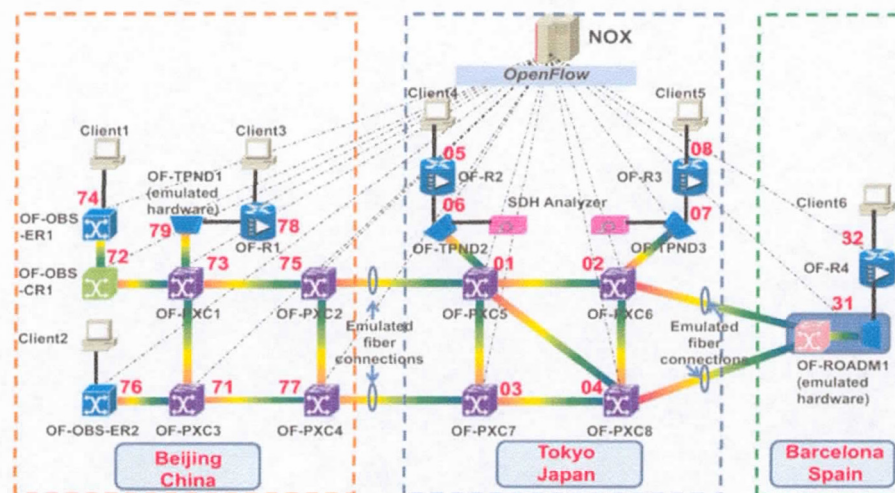 NOX
OpenFlow
Client4
Client5
Client1
Client3
OF-TPND1
(emulated
hardware)
05
OF-R2
08
OF-R3
Client6
74
06
SDH Analyzer
07
OF-OBS
-ER1
79
78
OF-R1
OF-TPND2
OF-TPND3
32
OF-R4
72
73
75
01
02
31
OF-OBS
-CR1
OF-PXC1
OF-PXC2
OF-PXC5
OF-PXC6
Client2
Emulated
fiber
connections
Emulated
fiber
connections
OF-ROADM1
(emulated
hardware)
76
71
77
03
04
OF-OBS-ER2
OF-PXC3
OF-PXC4
OF-PXC7
OF-PXC8
Beijing
China
Tokyo
Japan
Barcelona
Spain